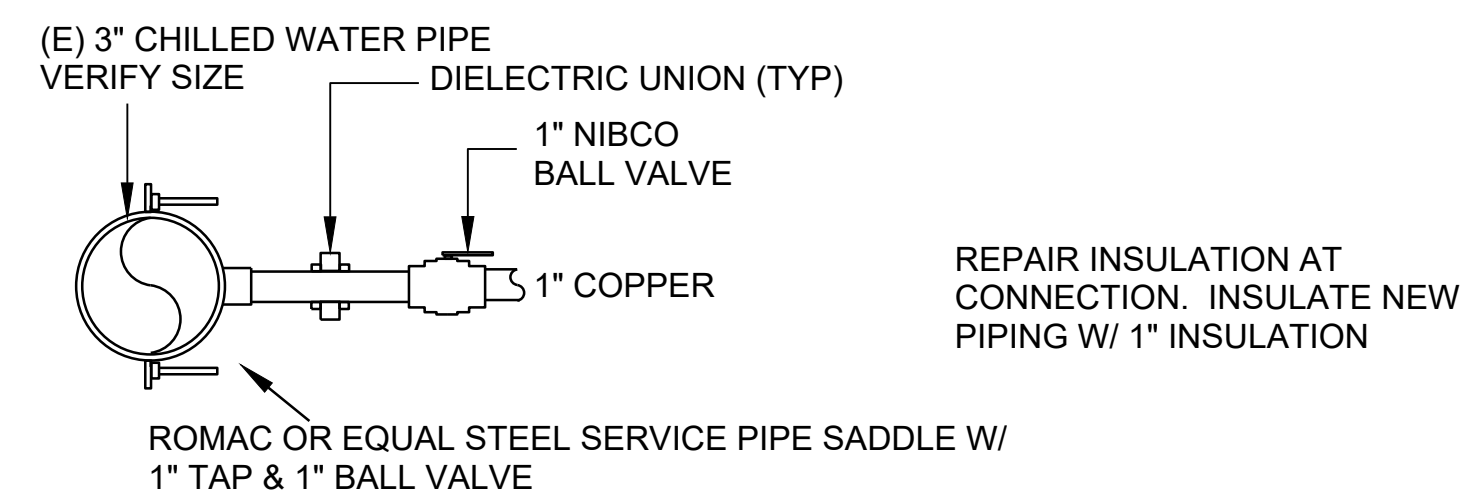 (E) 3" CHILLED WATER PIPE
VERIFY SIZE
DIELECTRIC UNION (TYP)
1" NIBCO
BALL VALVE
1" COPPER
REPAIR INSULATION AT
CONNECTION.  INSULATE NEW
PIPING W/ 1" INSULATION
ROMAC OR EQUAL STEEL SERVICE PIPE SADDLE W/
1" TAP & 1" BALL VALVE